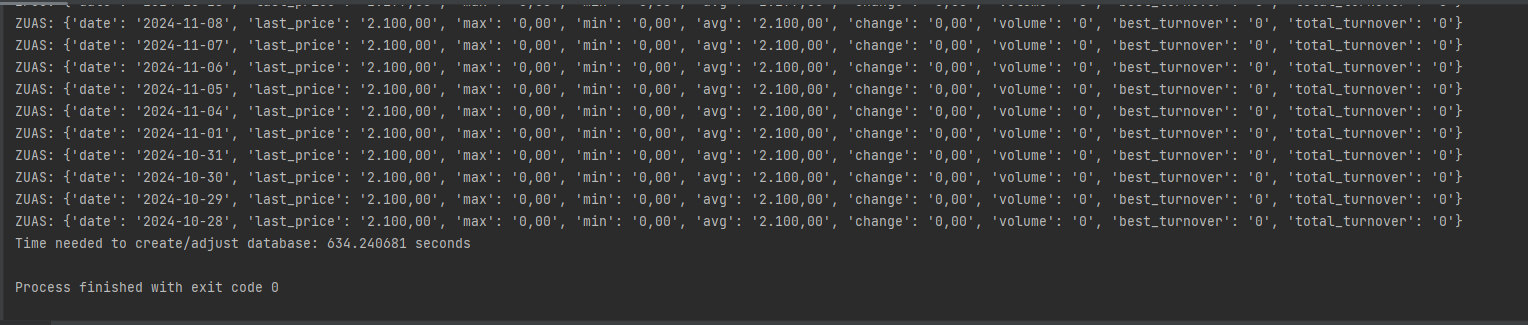 ZUAS: {'date': '2024-11-08', 'last_price': '2.100,00', 'max': '0,00', 'min': '0,00', 'avg': '2.100,00', 'change': '0,00', 'volume': '0', 'best_turnover': '0', 'total_turnover': '0'}
ZUAS: {'date': '2024-11-07', 'last_price': '2.100,00', 'max': '0,00', 'min': '0,00', 'avg': '2.100,00', 'change': '0,00', 'volume': '0', 'best_turnover': '0', 'total_turnover': '0'}
ZUAS: {'date': '2024-11-06', 'last_price': '2.100,00', 'max': '0,00', 'min': '0,00', 'avg': '2.100,00', 'change': '0,00', 'volume': '0', 'best_turnover': '0', 'total_turnover': '0'}
ZUAS: {'date': '2024-11-05', 'last_price': '2.100,00', 'max': '0,00', 'min': '0,00', 'avg': '2.100,00', 'change': '0,00', 'volume': '0', 'best_turnover': '0', 'total_turnover': '0'}
ZUAS: {'date': '2024-11-04', 'last_price': '2.100,00', 'max': '0,00', 'min': '0,00', 'avg': '2.100,00', 'change': '0,00', 'volume': '0', 'best_turnover': '0', 'total_turnover': '0'}
ZUAS: {'date': '2024-11-01', 'last_price': '2.100,00', 'max': '0,00', 'min': '0,00', 'avg': '2.100,00', 'change': '0,00', 'volume': '0', 'best_turnover': '0', 'total_turnover': '0'}
ZUAS: {'date': '2024-10-31', 'last_price': '2.100,00', 'max': '0,00', 'min': '0,00', 'avg': '2.100,00', 'change': '0,00', 'volume': '0', 'best_turnover': '0', 'total_turnover': '0'}
ZUAS: {'date': '2024-10-30', 'last_price': '2.100,00', 'max': '0,00', 'min': '0,00', 'avg': '2.100,00', 'change': '0,00', 'volume': '0', 'best_turnover': '0', 'total_turnover': '0'}
ZUAS: {'date': '2024-10-29', 'last_price': '2.100,00', 'max': '0,00', 'min': '0,00', 'avg': '2.100,00', 'change': '0,00', 'volume': '0', 'best_turnover': '0', 'total_turnover': '0'}
ZUAS: {'date': '2024-10-28', 'last_price': '2.100,00', 'max': '0,00', 'min': '0,00', 'avg': '2.100,00', 'change': '0,00', 'volume': '0', 'best_turnover': '0', 'total_turnover': '0'}
Time needed to create/adjust database: 634.240681 seconds
Process finished with exit code 0